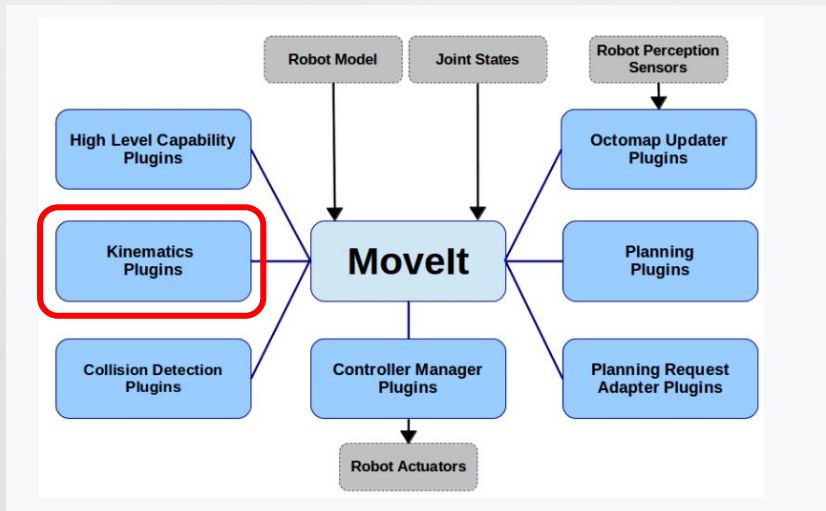 Robot Model
Joint States
Robot Perception
Sensors
High Level Capability
Plugins
Octomap Updater
Plugins
Kinematics
Plugins
MoveIt
Planning
Plugins
Collision Detection
Plugins
Controller Manager
Plugins
Planning Request
Adapter Plugins
Robot Actuators